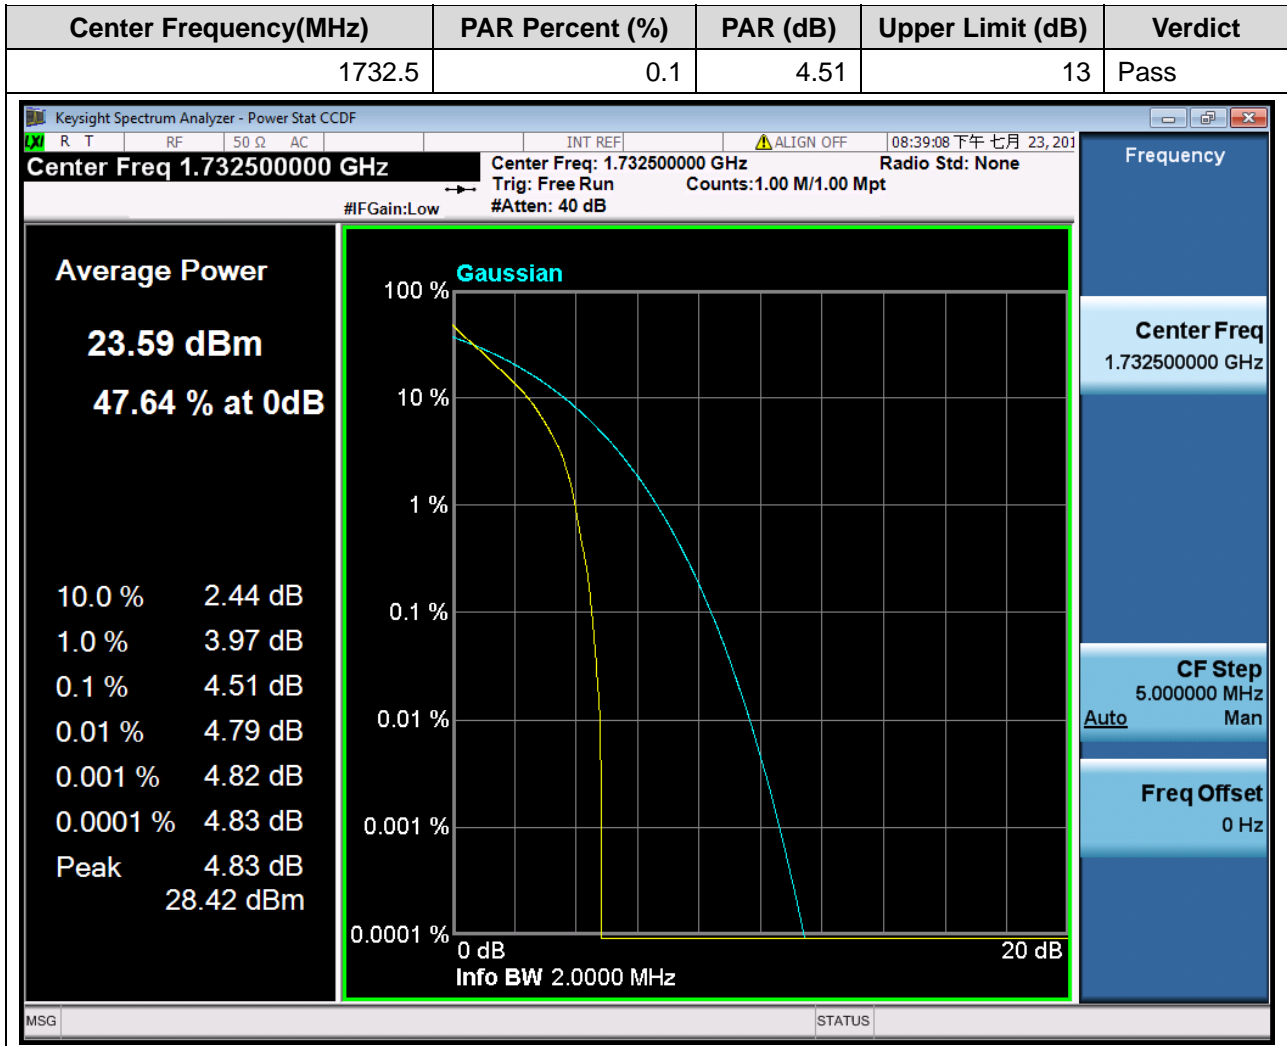 Center Frequency(MHz) PAR Percent (%) PAR (dB) Upper Limit (dB) Verdict
1732.5 0.1 4.51 13 Pass
Keysight Spectrum Analyzer - Power Stat CCDF
LXI R T RF 50 Ω AC INT REF ALIGN OFF 08:39:08 下午 七月 23, 201
Center Freq 1.732500000 GHz
Center Freq: 1.732500000 GHz Radio Std: None
Trig: Free Run Counts:1.00 M/1.00 Mpt
#IFGain:Low #Atten: 40 dB
Average Power
23.59 dBm
47.64 % at 0dB
10.0 % 2.44 dB
1.0 % 3.97 dB
0.1 % 4.51 dB
0.01 % 4.79 dB
0.001 % 4.82 dB
0.0001 % 4.83 dB
Peak 4.83 dB
28.42 dBm
Gaussian
100 %
10 %
1 %
0.1 %
0.01 %
0.001 %
0.0001 %
0 dB 20 dB
Info BW 2.0000 MHz
Frequency
Center Freq
1.732500000 GHz
CF Step
5.000000 MHz
Auto Man
Freq Offset
0 Hz
MSG STATUS